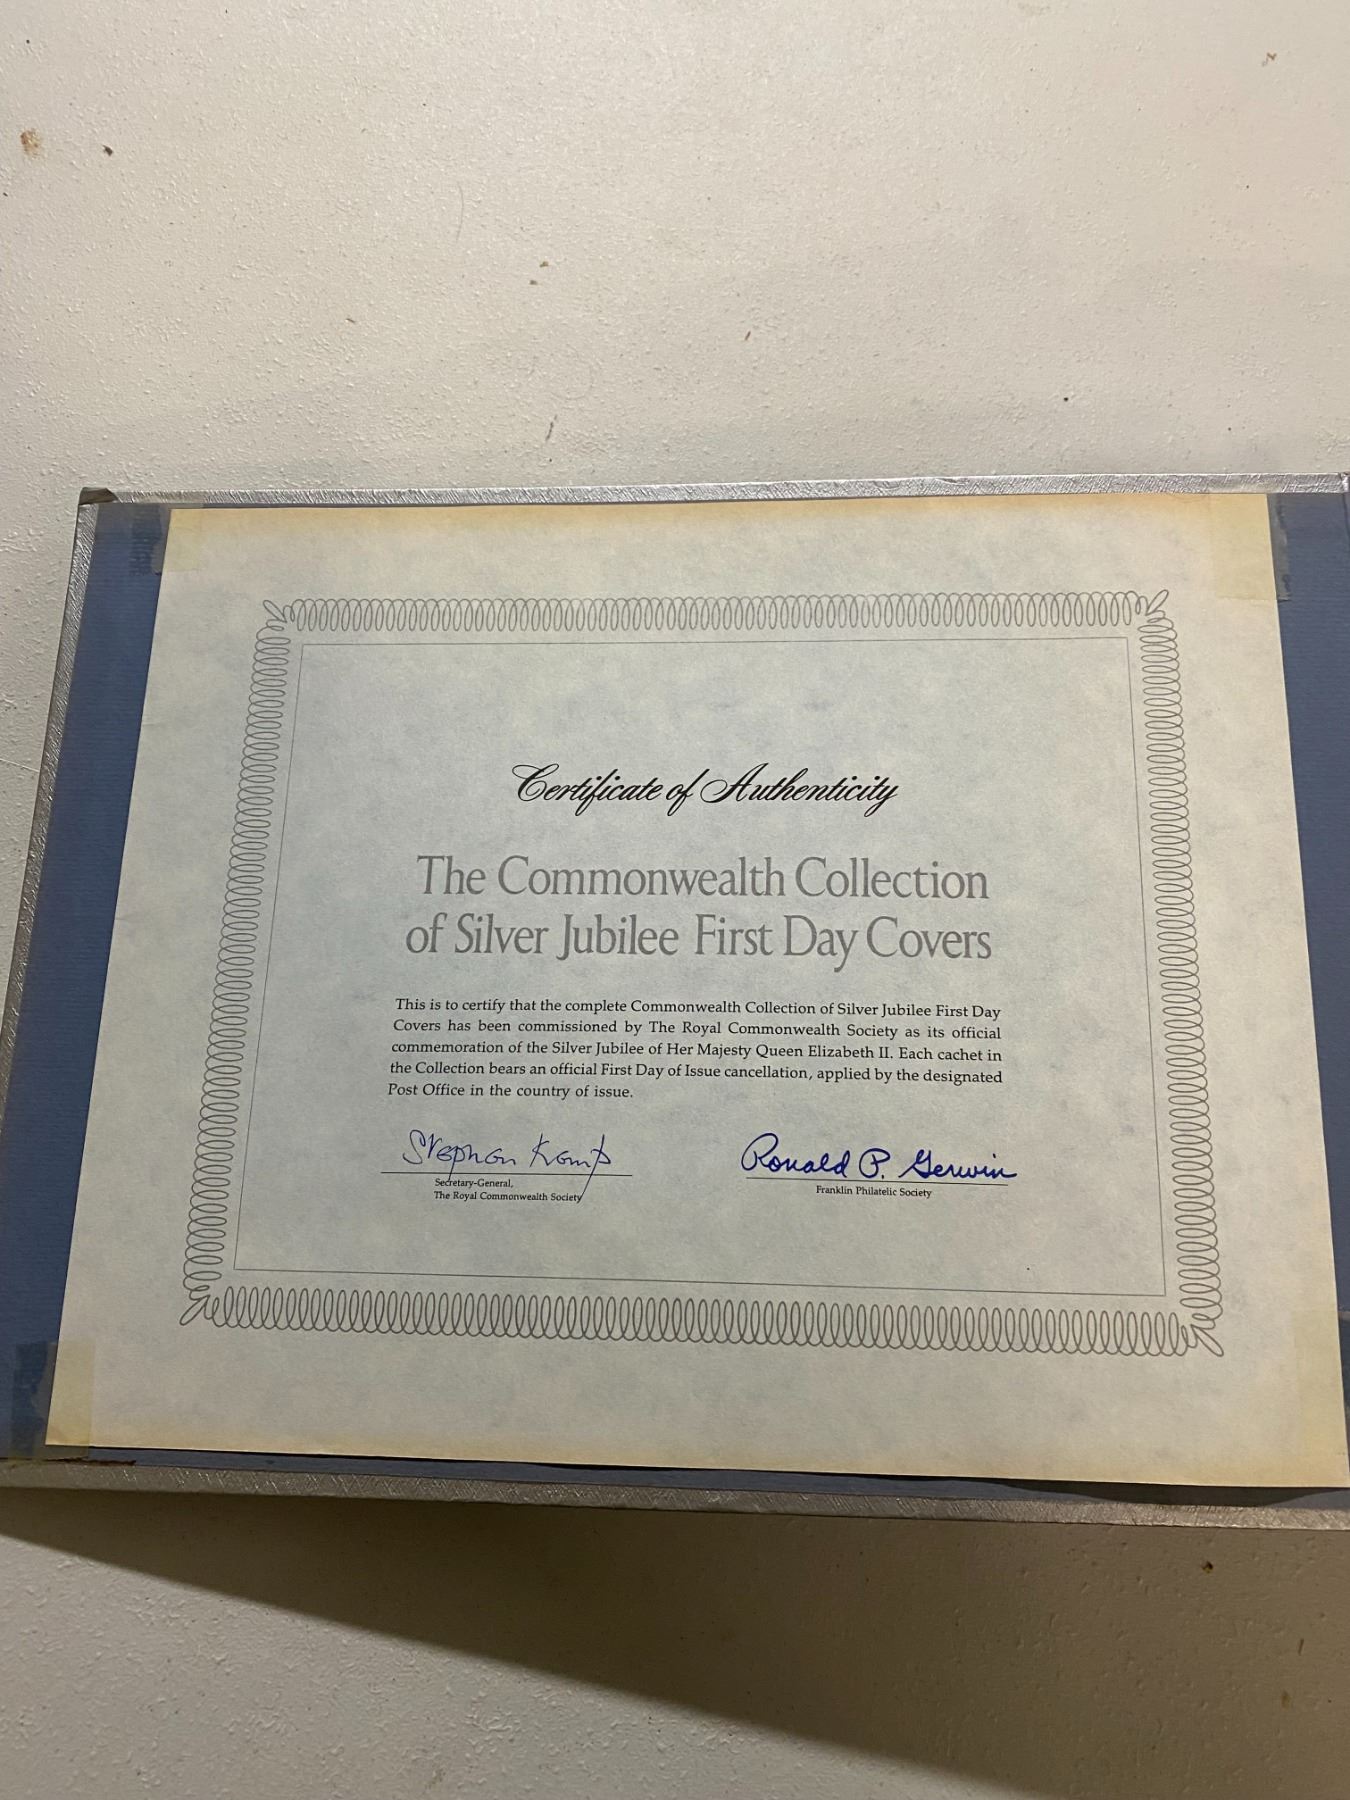 Certificate of Authenticity
The Commonwealth Collection
of Silver Jubilee First Day Covers
This is to certify that the complete Commonwealth Collection of Silver Jubilee First Day
Covers has been commissioned by The Royal Commonwealth Society as its official
commemoration of the Silver Jubilee of Her Majesty Queen Elizabeth II. Each cachet in
the Collection bears an official First Day of Issue cancellation, applied by the designated
Post Office in the country of issue.
Stephen Kemp
Secretary-General,
The Royal Commonwealth Society
Ronald P. Gerwin
Franklin Philatelic Society